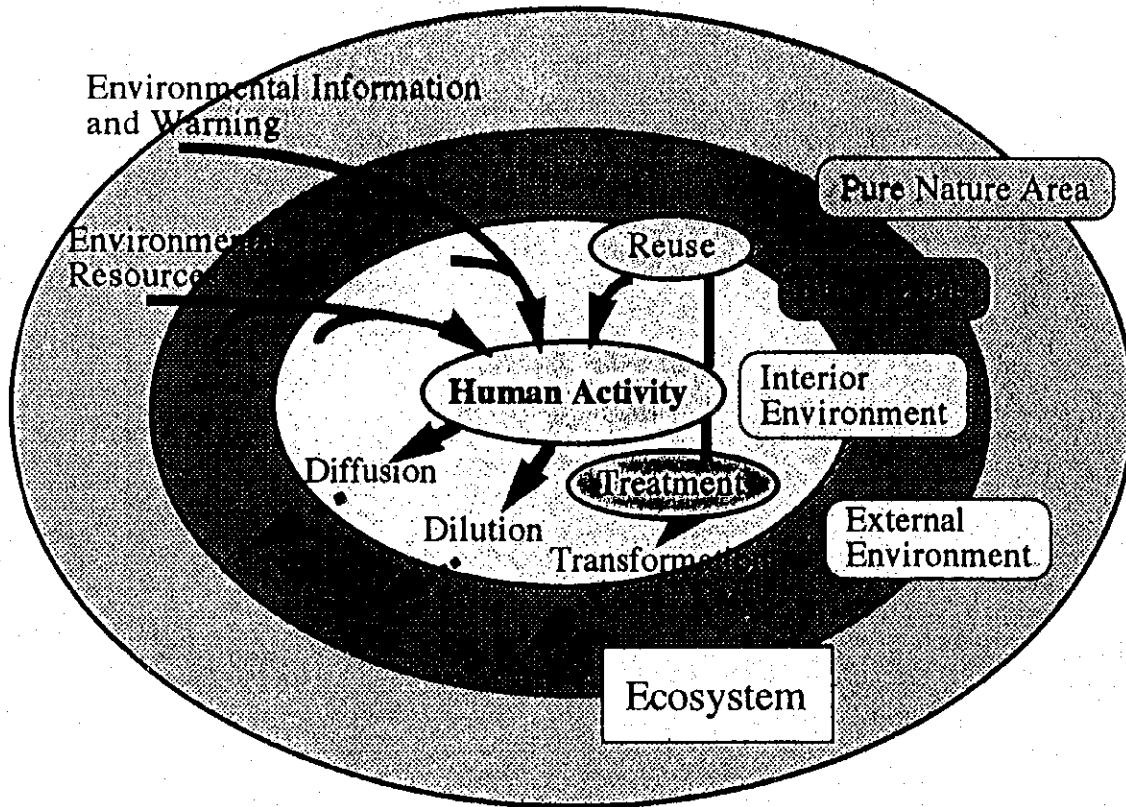 Environmental Information
and Warning
Pure Nature Area
Reuse
Human Activity
Interior
Environment
Diffusion
Treatment
Dilution
External
Environment
Ecosystem